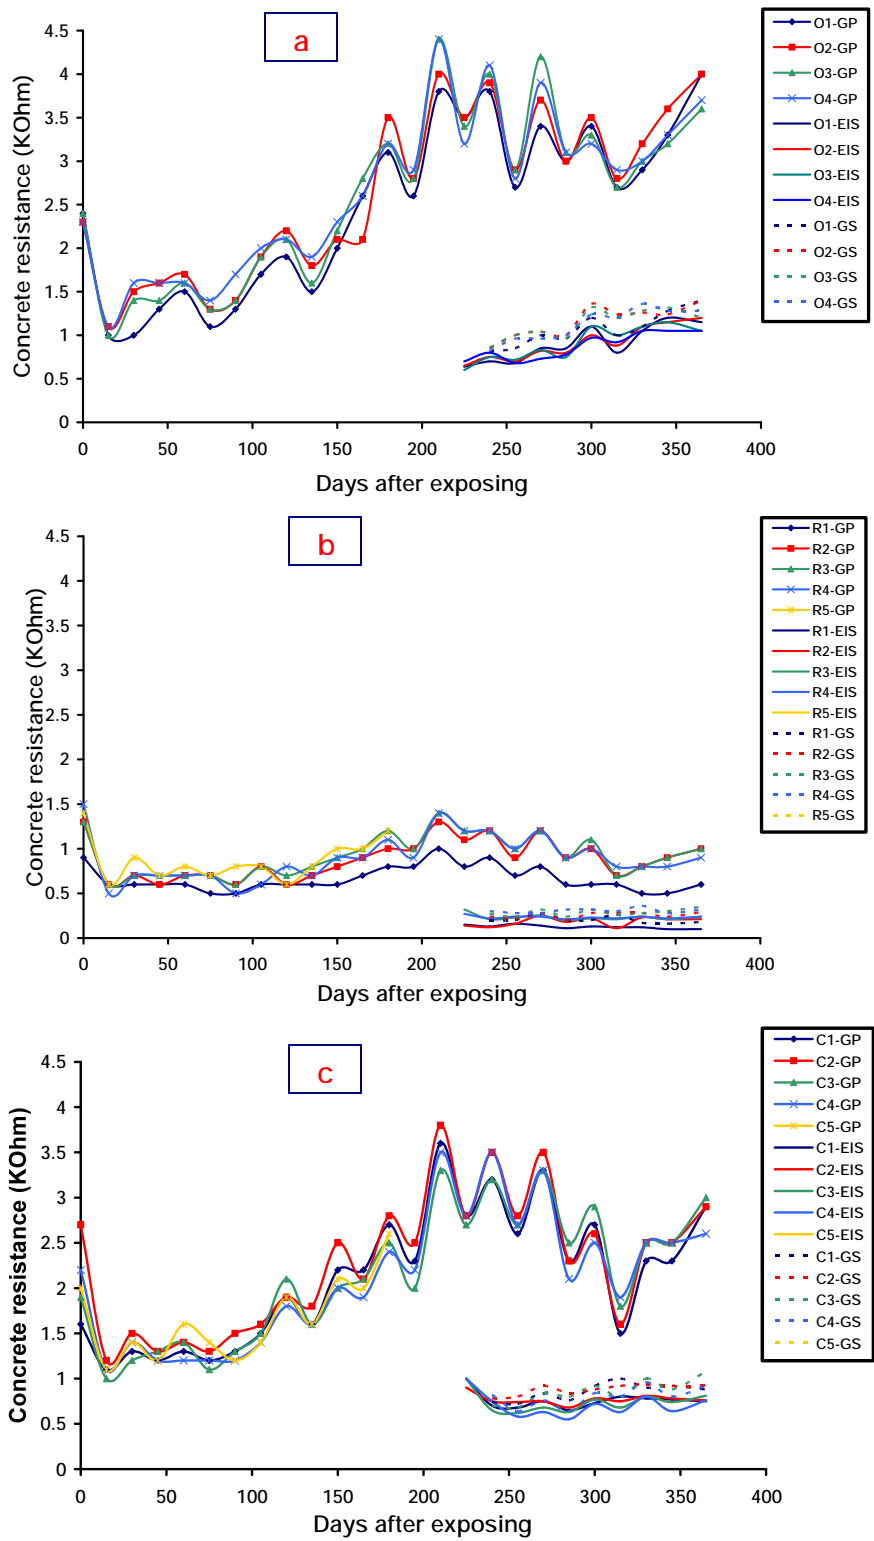 a
4.5
4
3.5
3
2.5
2
1.5
1
0.5
0
Concrete resistance (KOhm)
0 50 100 150 200 250 300 350 400
Days after exposing
O1-GP
O2-GP
O3-GP
O4-GP
O1-EIS
O2-EIS
O3-EIS
O4-EIS
O1-GS
O2-GS
O3-GS
O4-GS
b
4.5
4
3.5
3
2.5
2
1.5
1
0.5
0
Concrete resistance (KOhm)
0 50 100 150 200 250 300 350 400
Days after exposing
R1-GP
R2-GP
R3-GP
R4-GP
R5-GP
R1-EIS
R2-EIS
R3-EIS
R4-EIS
R5-EIS
R1-GS
R2-GS
R3-GS
R4-GS
R5-GS
c
4.5
4
3.5
3
2.5
2
1.5
1
0.5
0
Concrete resistance (KOhm)
0 50 100 150 200 250 300 350 400
Days after exposing
C1-GP
C2-GP
C3-GP
C4-GP
C5-GP
C1-EIS
C2-EIS
C3-EIS
C4-EIS
C5-EIS
C1-GS
C2-GS
C3-GS
C4-GS
C5-GS